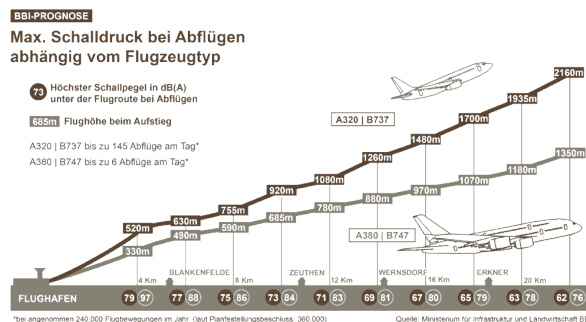 BBI-PROGNOSE
Max. Schalldruck bei Abflügen
abhängig vom Flugzeugtyp
73 Höchster Schallpegel in dB(A)
unter der Flugroute bei Abflügen
685m Flughöhe beim Aufstieg
A320 | B737 bis zu 145 Abflüge am Tag*
A380 | B747 bis zu 6 Abflüge am Tag*
A320 | B737
520m 630m 755m 920m 1080m 1260m 1480m 1700m 1935m 2160m
330m 490m 590m 685m 780m 880m 970m 1070m 1180m 1350m
A380 | B747
4 Km BLANKENFELDE 8 Km ZEUTHEN 12 Km WERNSDORF 16 Km ERKNER 20 Km
FLUGHAFEN 79 97 77 88 75 86 73 84 71 83 69 81 67 80 65 79 63 78 62 76
*bei angenommen 240.000 Flugbewegungen im Jahr (laut Planfestellungsbeschluss: 360.000)
Quelle: Ministerium für Infrastruktur und Landwirtschaft